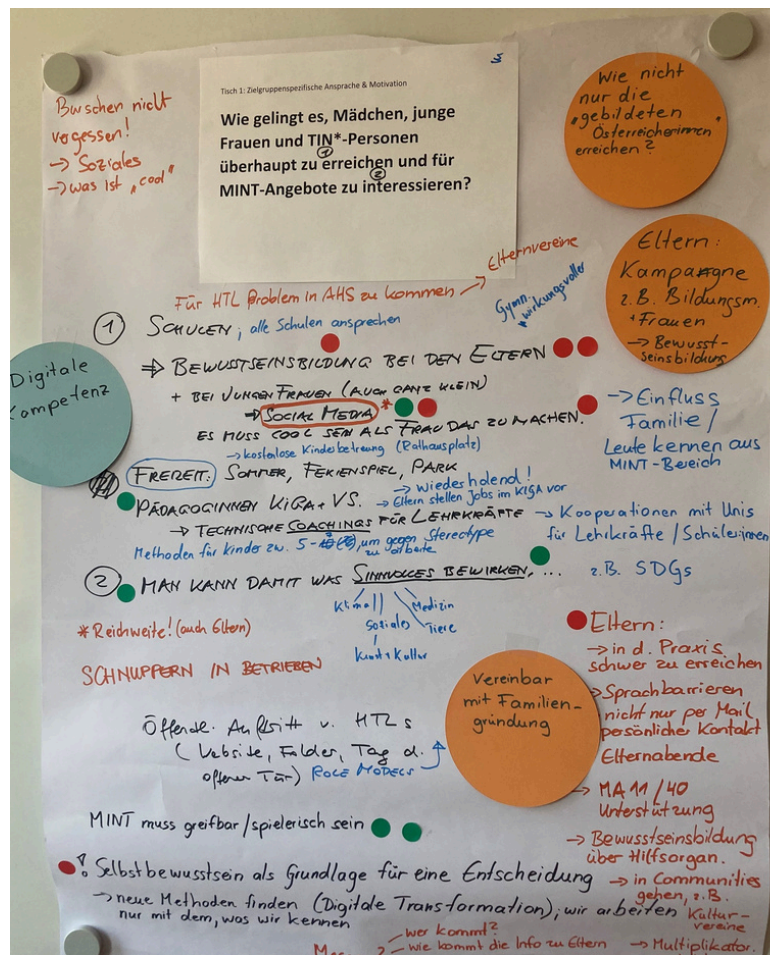 Burschen nicht
vergessen!
→ Soziales
→ was ist „cool"
Tisch 1: Zielgruppenspezifische Ansprache & Motivation
Wie gelingt es, Mädchen, junge
Frauen und TIN*-Personen
①
überhaupt zu erreichen und für
②
MINT-Angebote zu interessieren?
Wie nicht
nur die
„gebildeten
Österreicherinnen"
erreichen?
Eltern:
Kampagne
z.B. Bildungsm.
+ Frauen
→ Bewusst-
seinsbildung
Digitale
Kompetenz
Elternvereine
Für HTL Problem in AHS zu kommen →
Gymn.
wirkungsvoller
① SCHULEN; alle Schulen ansprechen
⇒ BEWUSSTSEINSBILDUNG BEI DEN ELTERN
+ BEI JUNGEN FRAUEN (AUCH GANZ KLEIN)
→ SOCIAL MEDIA *
ES MUSS COOL SEIN ALS FRAU DAS ZU MACHEN.
→ kostenlose Kinderbetreuung (Rathausplatz)
→ Einfluss
Familie /
Leute kennen aus
MINT-Bereich
FREIZEIT: SOMMER, FERIENSPIEL, PARK
→ wiederholend!
PÄDAGOGINNEN KIGA + VS.
→ Eltern stellen Jobs im KIGA vor
→ TECHNISCHE COACHINGS FÜR LEHRKRÄFTE
→ Kooperationen mit Unis
für Lehrkräfte / Schüler:innen
Methoden für Kinder zw. 5 - , um gegen Stereotype
zu arbeiten
② MAN KANN DAMIT WAS SINNVOLLES BEWIRKEN, ...
z.B. SDGs
Klima
Soziales
Medizin
Tiere
Kunst + Kultur
* Reichweite! (auch Eltern)
SCHNUPPERN IN BETRIEBEN
Vereinbar
mit Familien-
gründung
Eltern:
→ in d. Praxis
schwer zu erreichen
→ Sprachbarrieren
nicht nur per Mail
persönlicher Kontakt
Elternabende
→ MA 11 / 40
Unterstützung
→ Bewusstseinsbildung
über Hilfsorgan.
→ in Communities
gehen, z.B.
Kultur-
vereine
→ Multiplikator.
Öffentl. Auftritt v. HTLs
(Website, Folder, Tag d.
offenen Tür) ROLE MODELS
MINT muss greifbar / spielerisch sein
! Selbstbewusstsein als Grundlage für eine Entscheidung
→ neue Methoden finden (Digitale Transformation); wir arbeiten
nur mit dem, was wir kennen
wer kommt?
wie kommt die Info zu Eltern